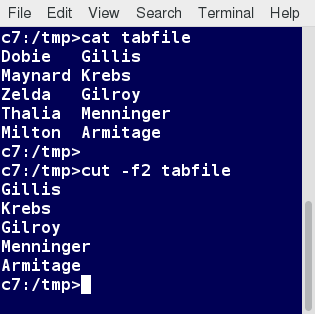 File Edit View Search Terminal Help
c7:/tmp>cat tabfile
Dobie   Gillis
Maynard Krebs
Zelda   Gilroy
Thalia  Menninger
Milton  Armitage
c7:/tmp>
c7:/tmp>cut -f2 tabfile
Gillis
Krebs
Gilroy
Menninger
Armitage
c7:/tmp>